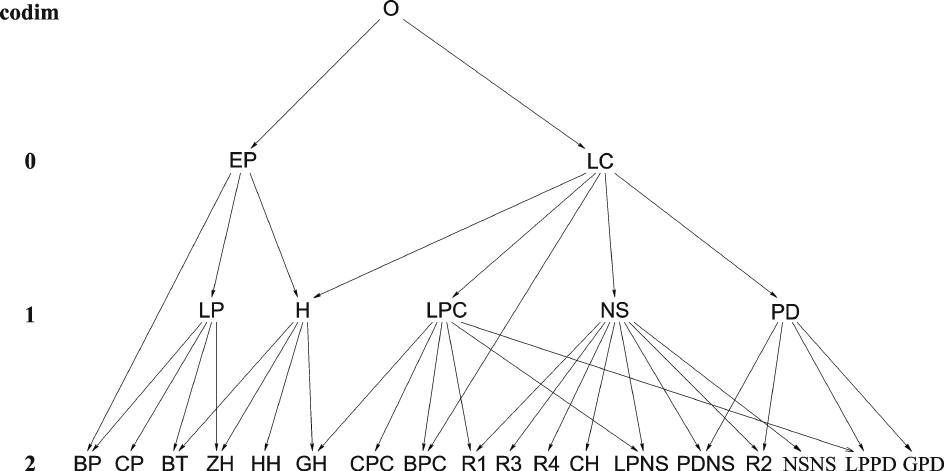 codim O
0 EP LC
1 LP H LPC NS PD
2 BP CP BT ZH HH GH CPC BPC R1 R3 R4 CH LPNS PDNS R2 NSNS LPPD GPD